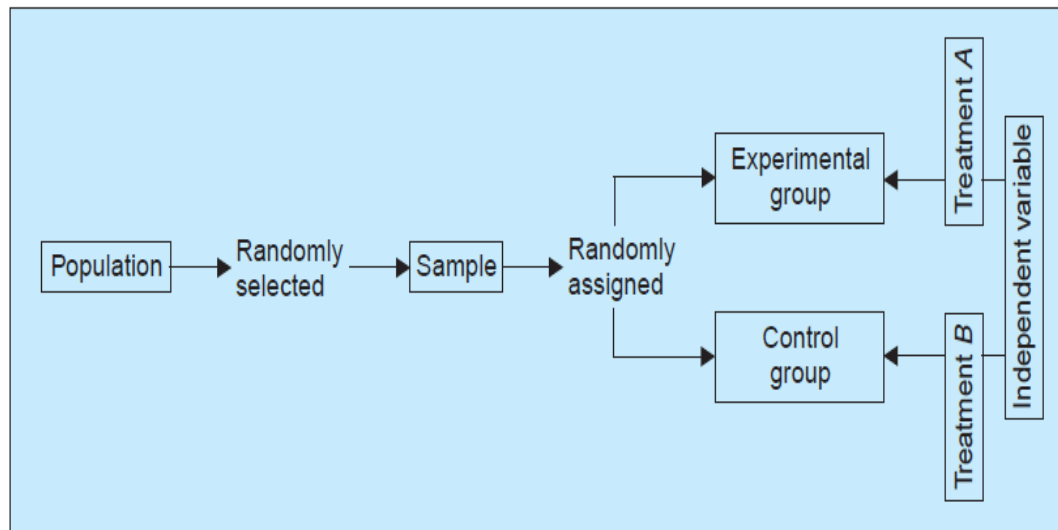 Population
Randomly
selected
Sample
Randomly
assigned
Experimental
group
Control
group
Treatment A
Treatment B
Independent variable